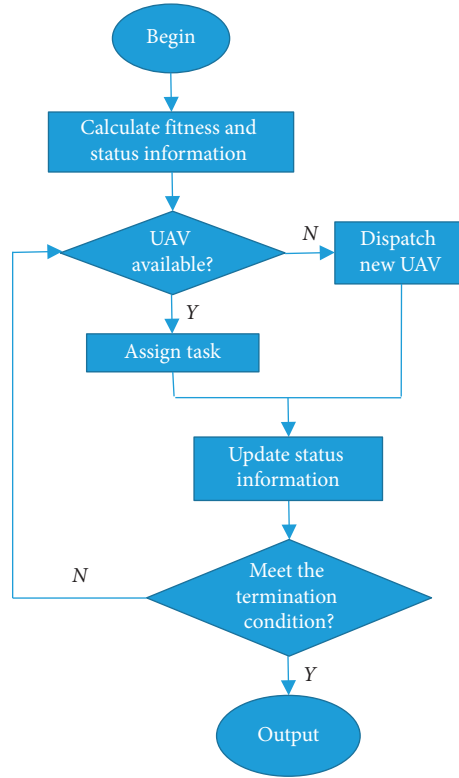 Begin
Calculate fitness and
status information
UAV
available?
N
Dispatch
new UAV
Y
Assign task
Update status
information
N
Meet the
termination
condition?
Y
Output